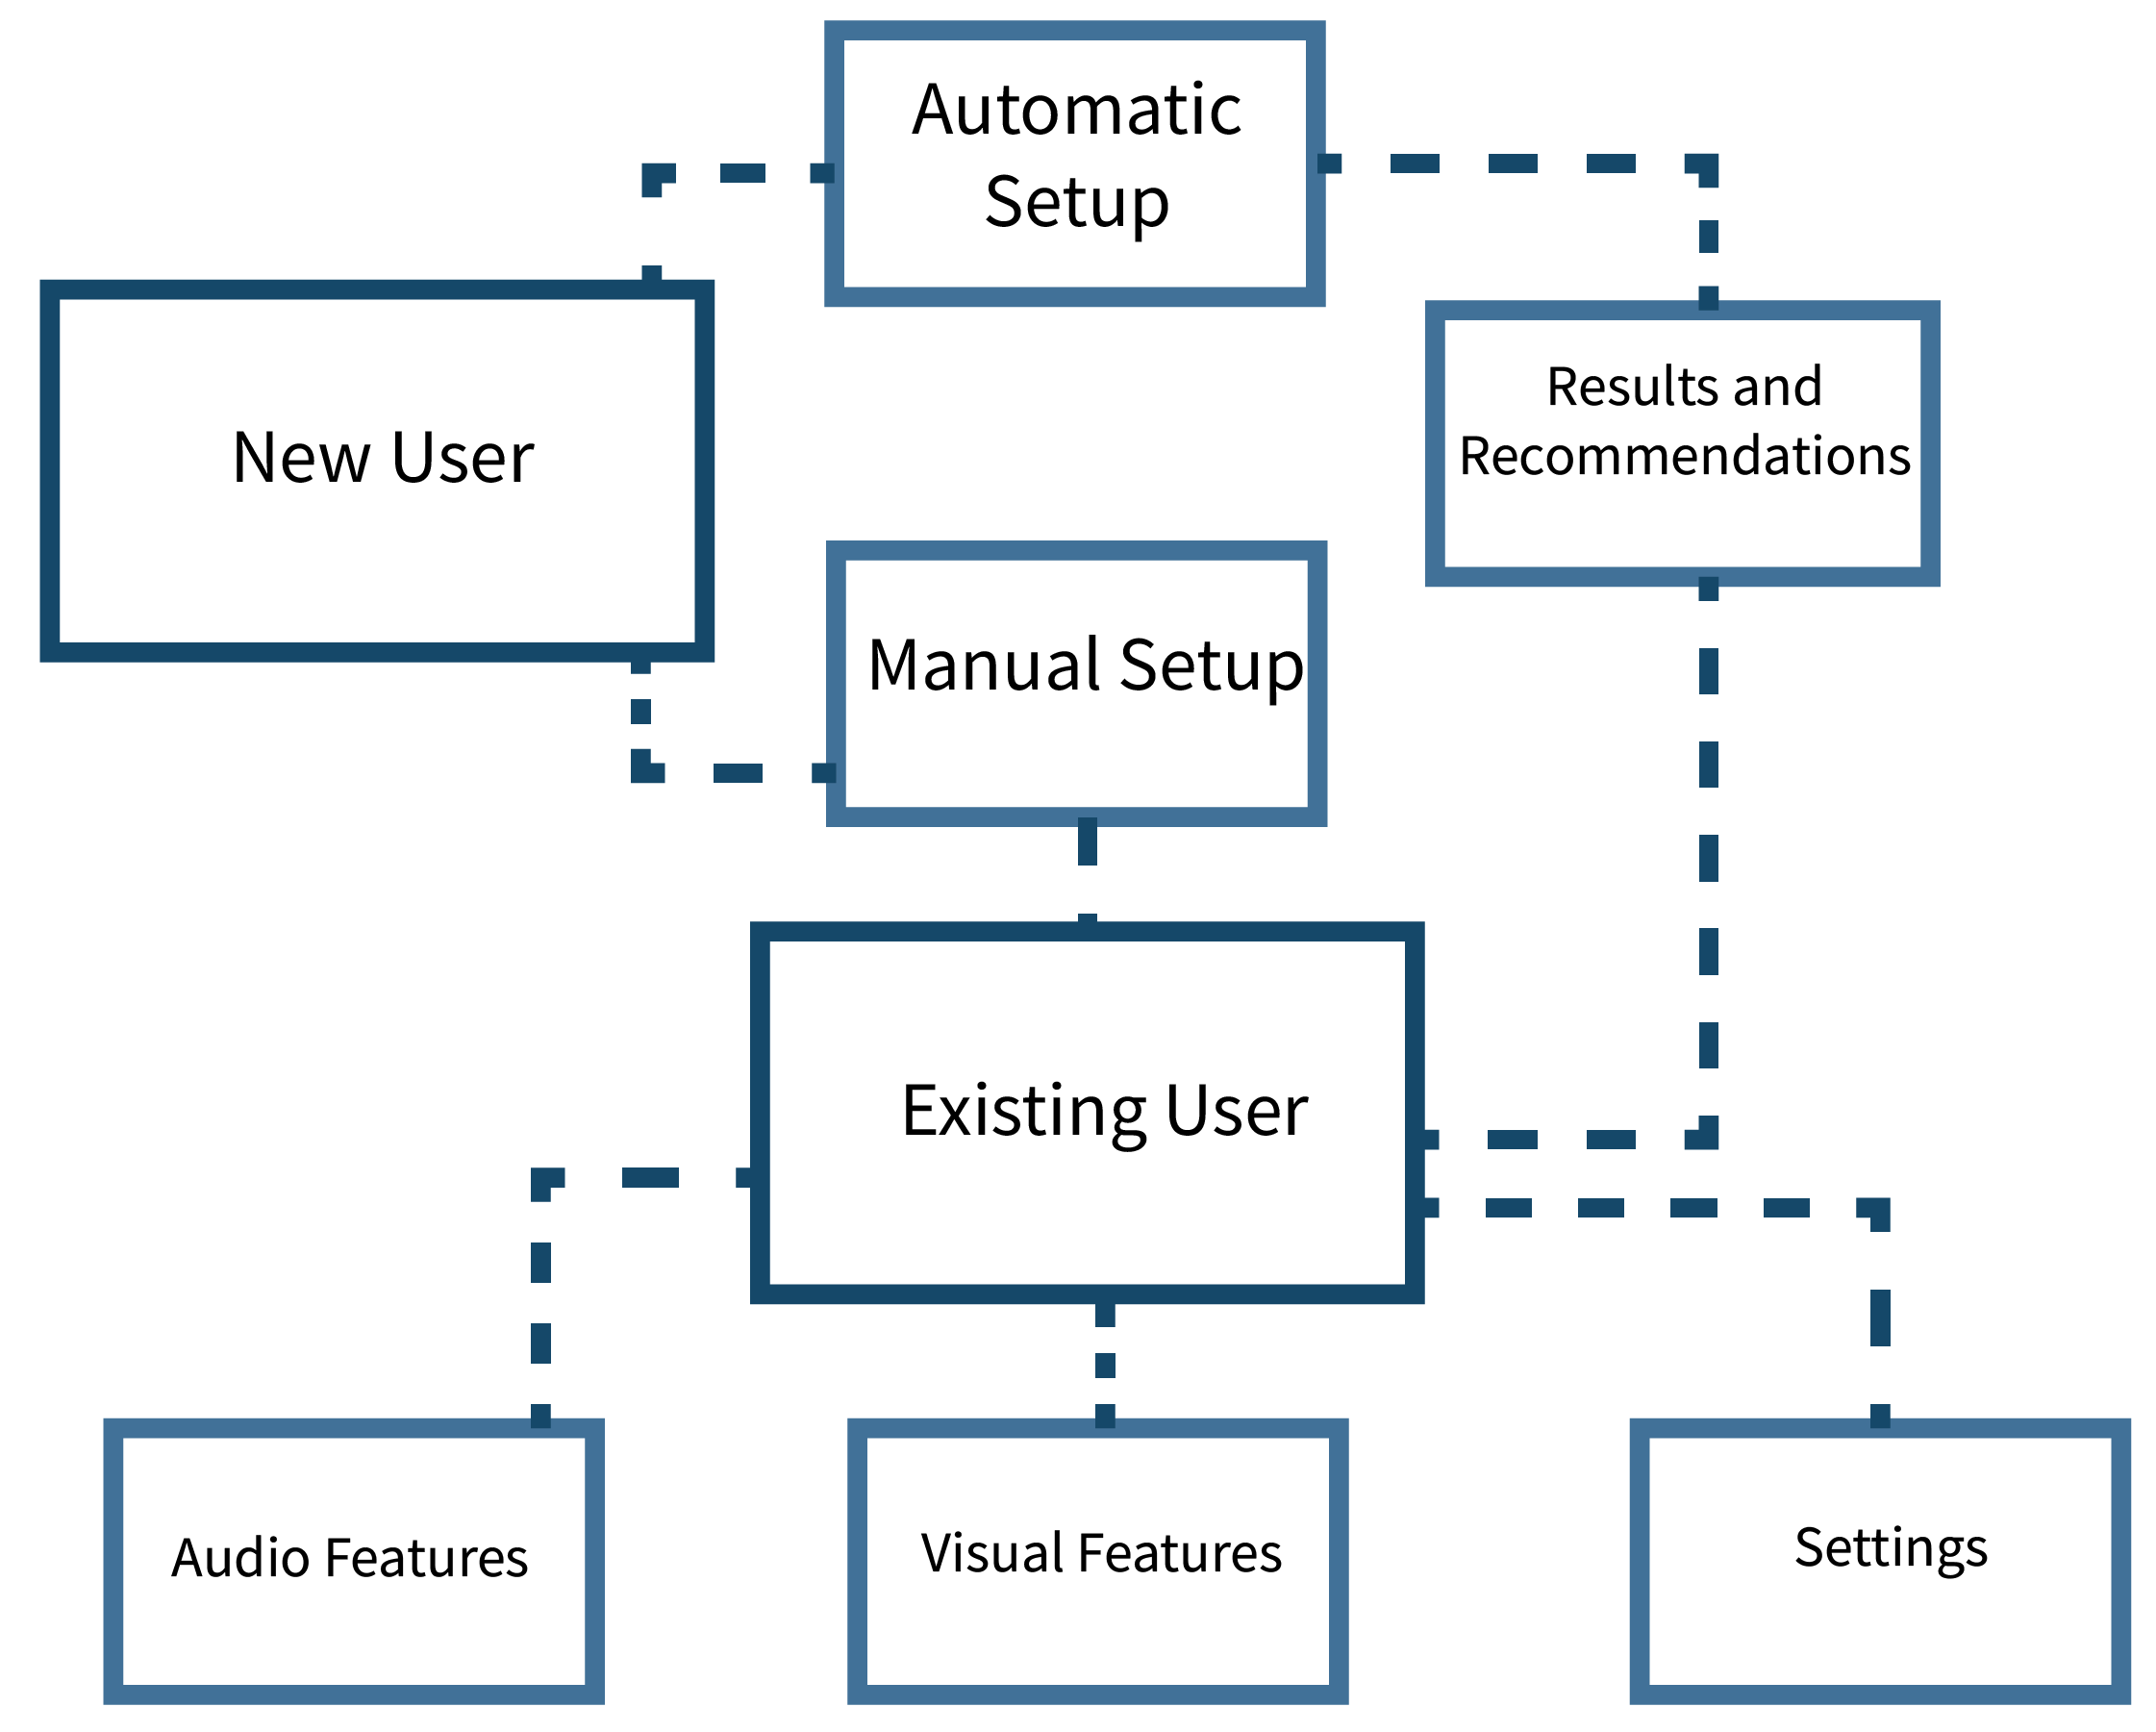 Automatic
Setup
New User
Results and
Recommendations
Manual Setup
Existing User
Audio Features
Visual Features
Settings